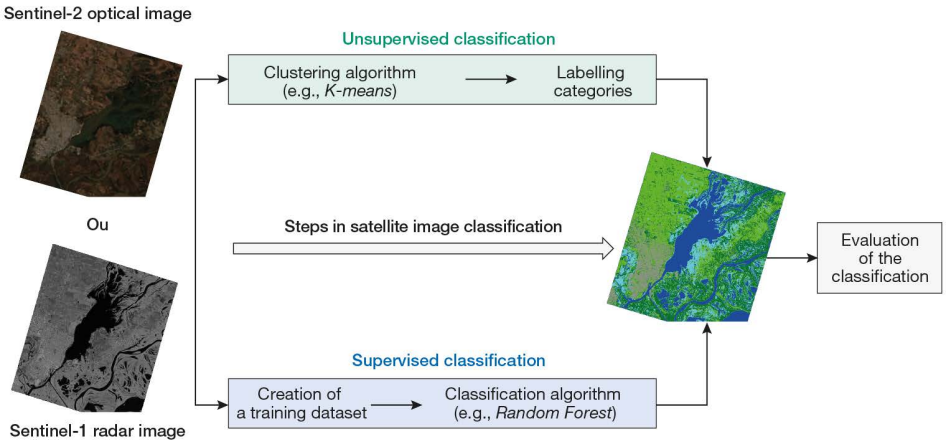 Sentinel-2 optical image
Unsupervised classification
Clustering algorithm
(e.g., K-means)
Labelling
categories
Ou
Steps in satellite image classification
Evaluation
of the
classification
Supervised classification
Creation of
a training dataset
Classification algorithm
(e.g., Random Forest)
Sentinel-1 radar image